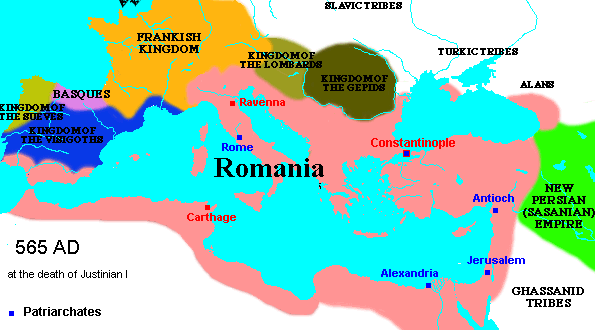 SLAVIC TRIBES
FRANKISH
KINGDOM
TURKIC TRIBES
KINGDOM OF
THE LOMBARDS
KINGDOM OF
THE GEPIDS
ALANS
BASQUES
KINGDOM OF
THE SUEVES
KINGDOM OF
THE VISIGOTHS
Ravenna
Rome
Constantinople
Romania
Carthage
Antioch
NEW
PERSIAN
(SASANIAN)
EMPIRE
Jerusalem
Alexandria
GHASSANID
TRIBES
565 AD
at the death of Justinian I
Patriarchates